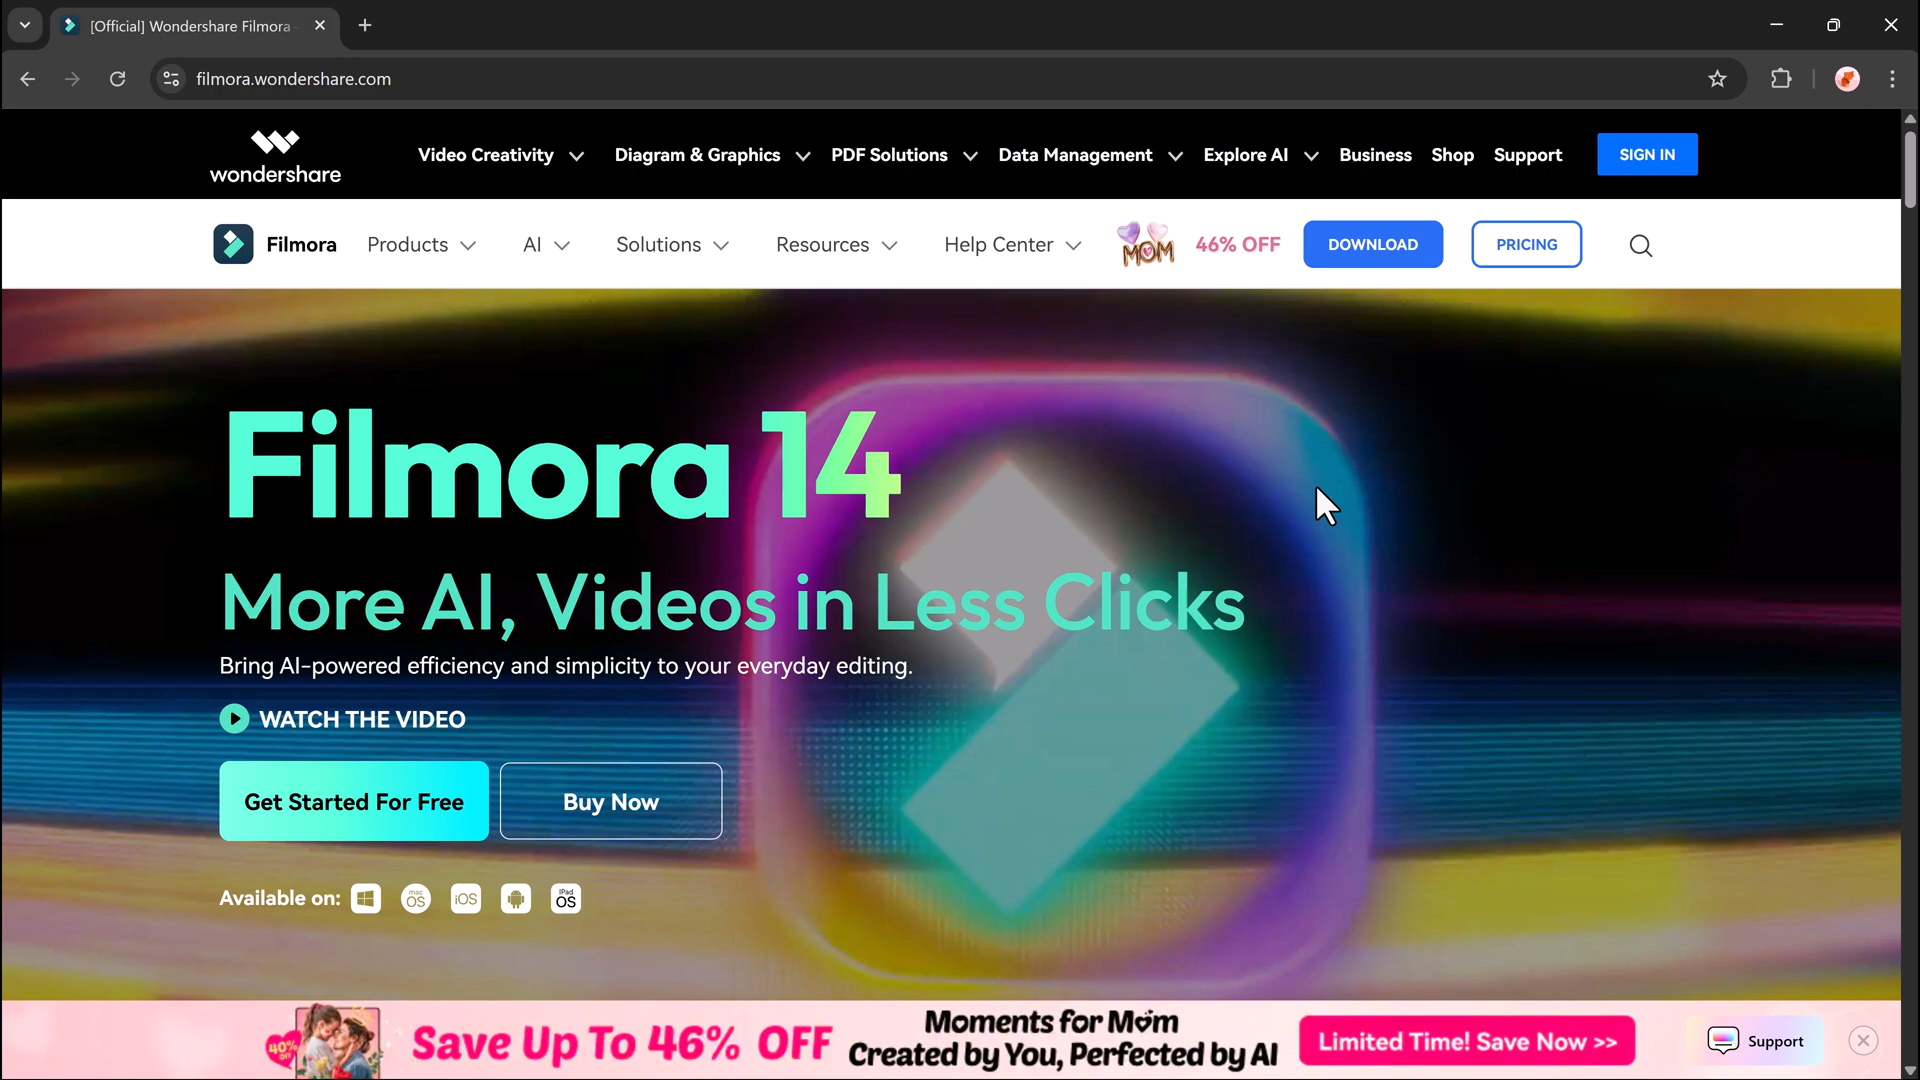 [Official] Wondershare Filmora -
filmora.wondershare.com
wondershare
Video Creativity Diagram & Graphics PDF Solutions Data Management Explore AI Business Shop Support SIGN IN
Filmora Products AI Solutions Resources Help Center MOM 46% OFF DOWNLOAD PRICING
Filmora 14
More AI, Videos in Less Clicks
Bring AI-powered efficiency and simplicity to your everyday editing.
WATCH THE VIDEO
Get Started For Free Buy Now
Available on: mac OS iOS iPad OS
40% OFF
Save Up To 46% OFF
Moments for Mom
Created by You, Perfected by AI
Limited Time! Save Now >>
Support